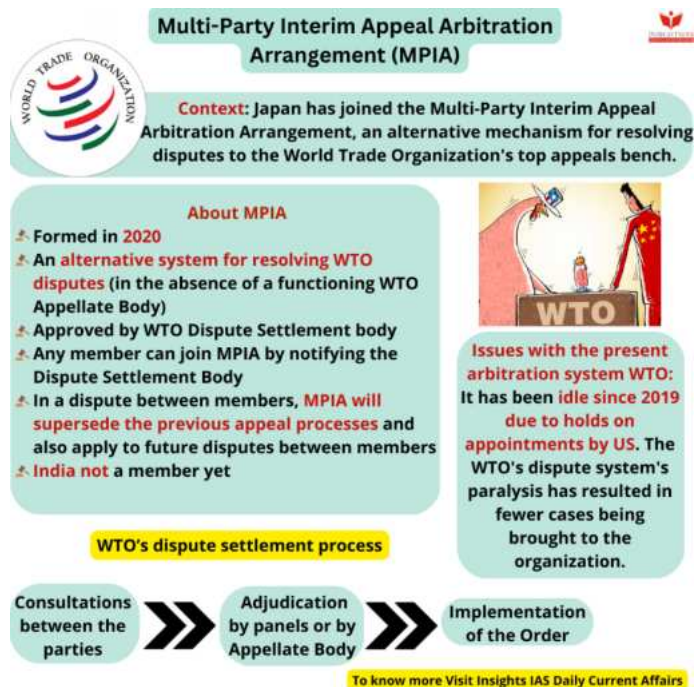 Multi-Party Interim Appeal Arbitration
Arrangement (MPIA)
WORLD TRADE ORGANIZATION
Context: Japan has joined the Multi-Party Interim Appeal
Arbitration Arrangement, an alternative mechanism for resolving
disputes to the World Trade Organization's top appeals bench.
About MPIA
Formed in 2020
An alternative system for resolving WTO
disputes (in the absence of a functioning WTO
Appellate Body)
Approved by WTO Dispute Settlement body
Any member can join MPIA by notifying the
Dispute Settlement Body
In a dispute between members, MPIA will
supersede the previous appeal processes and
also apply to future disputes between members
India not a member yet
WTO
Issues with the present
arbitration system WTO:
It has been idle since 2019
due to holds on
appointments by US. The
WTO's dispute system's
paralysis has resulted in
fewer cases being
brought to the
organization.
WTO's dispute settlement process
Consultations
between the
parties
Adjudication
by panels or by
Appellate Body
Implementation
of the Order
To know more Visit Insights IAS Daily Current Affairs